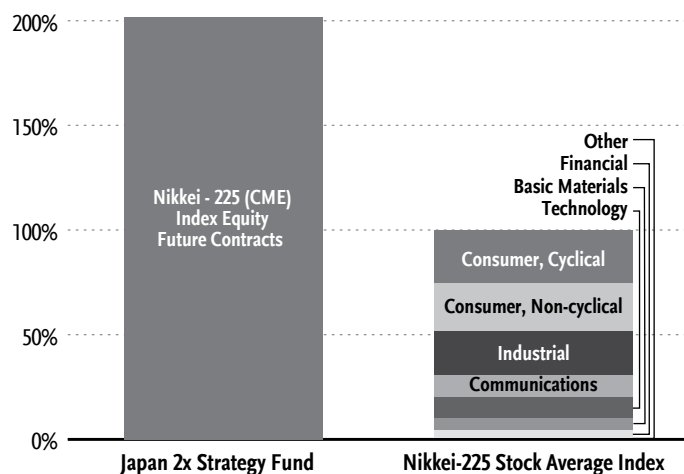 200%
150%
100%
50%
0%
Nikkei - 225 (CME)
Index Equity
Future Contracts
Other
Financial
Basic Materials
Technology
Consumer, Cyclical
Consumer, Non-cyclical
Industrial
Communications
Japan 2x Strategy Fund
Nikkei-225 Stock Average Index